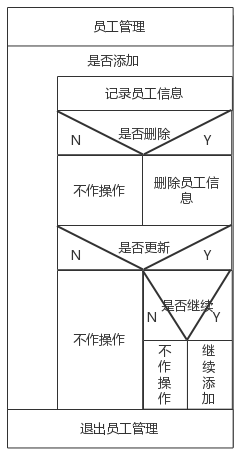 员工管理
是否添加
记录员工信息
是否删除
N
Y
不作操作
删除员工信
息
是否更新
N
Y
不作操作
是否继续
N
Y
不
作
操
作
继
续
添
加
退出员工管理